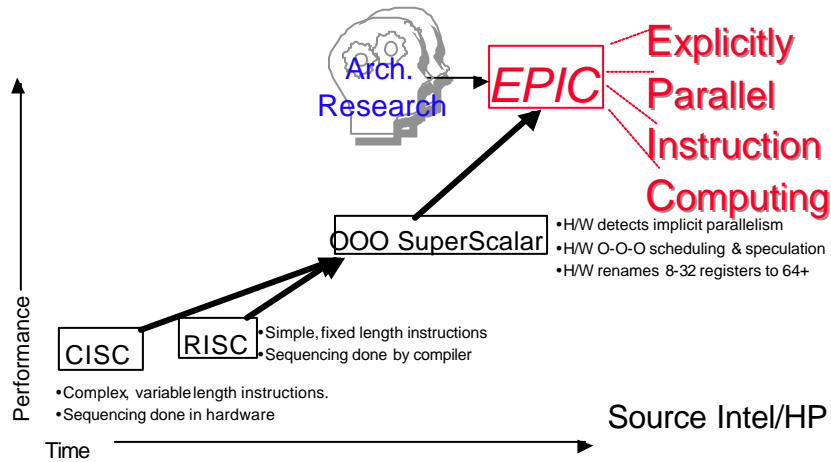 Explicitly
Parallel
Instruction
Computing
Arch.
Research
EPIC
OOO SuperScalar
•H/W detects implicit parallelism
•H/W O-O-O scheduling & speculation
•H/W renames 8-32 registers to 64+
CISC
RISC
•Simple, fixed length instructions
•Sequencing done by compiler
•Complex, variable length instructions.
•Sequencing done in hardware
Performance
Time
Source Intel/HP